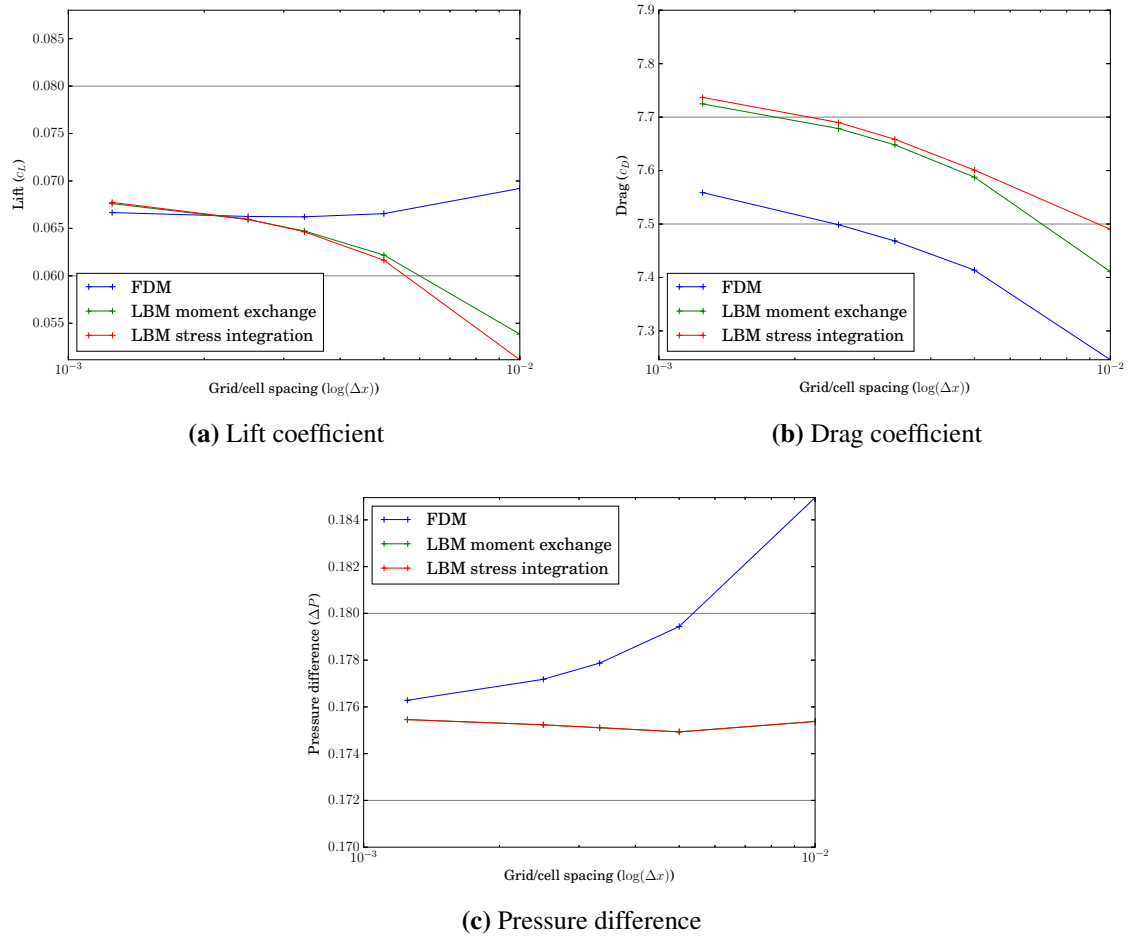 0.085
0.080
0.075
0.070
0.065
0.060
0.055
Lift (c_L)
FDM
LBM moment exchange
LBM stress integration
10⁻³
10⁻²
Grid/cell spacing (log(Δx))
(a) Lift coefficient
7.9
7.8
7.7
7.6
7.5
7.4
7.3
Drag (c_D)
FDM
LBM moment exchange
LBM stress integration
10⁻³
10⁻²
Grid/cell spacing (log(Δx))
(b) Drag coefficient
0.184
0.182
0.180
0.178
0.176
0.174
0.172
0.170
Pressure difference (ΔP)
FDM
LBM moment exchange
LBM stress integration
10⁻³
10⁻²
Grid/cell spacing (log(Δx))
(c) Pressure difference